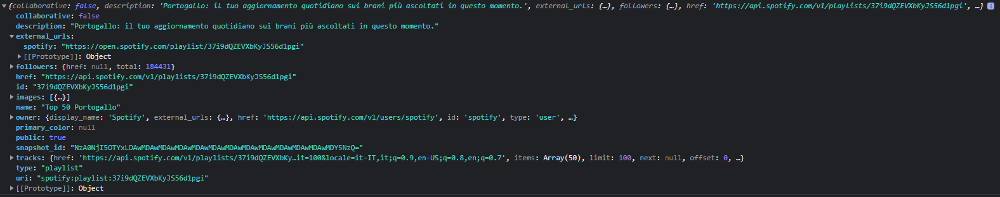 {collaborative: false, description: 'Portogallo: il tuo aggiornamento quotidiano sui brani più ascoltati in questo momento.', external_urls: {…}, followers: {…}, href: 'https://api.spotify.com/v1/playlists/37i9dQZEVXbKyJS56d1pgi', …} i
collaborative: false
description: "Portogallo: il tuo aggiornamento quotidiano sui brani più ascoltati in questo momento."
external_urls:
spotify: "https://open.spotify.com/playlist/37i9dQZEVXbKyJS56d1pgi"
[[Prototype]]: Object
followers: {href: null, total: 184431}
href: "https://api.spotify.com/v1/playlists/37i9dQZEVXbKyJS56d1pgi"
id: "37i9dQZEVXbKyJS56d1pgi"
images: [{…}]
name: "Top 50 Portogallo"
owner: {display_name: 'Spotify', external_urls: {…}, href: 'https://api.spotify.com/v1/users/spotify', id: 'spotify', type: 'user', …}
primary_color: null
public: true
snapshot_id: "NzA0NjI5OTYxLDAwMDAwMDAwMDAwMDAwMDAwMDAwMDAwMDAwMDAwMDAwMDAwMDY5NzQ="
tracks: {href: 'https://api.spotify.com/v1/playlists/37i9dQZEVXbKy…it=100&locale=it-IT,it;q=0.9,en-US;q=0.8,en;q=0.7', items: Array(50), limit: 100, next: null, offset: 0, …}
type: "playlist"
uri: "spotify:playlist:37i9dQZEVXbKyJS56d1pgi"
[[Prototype]]: Object